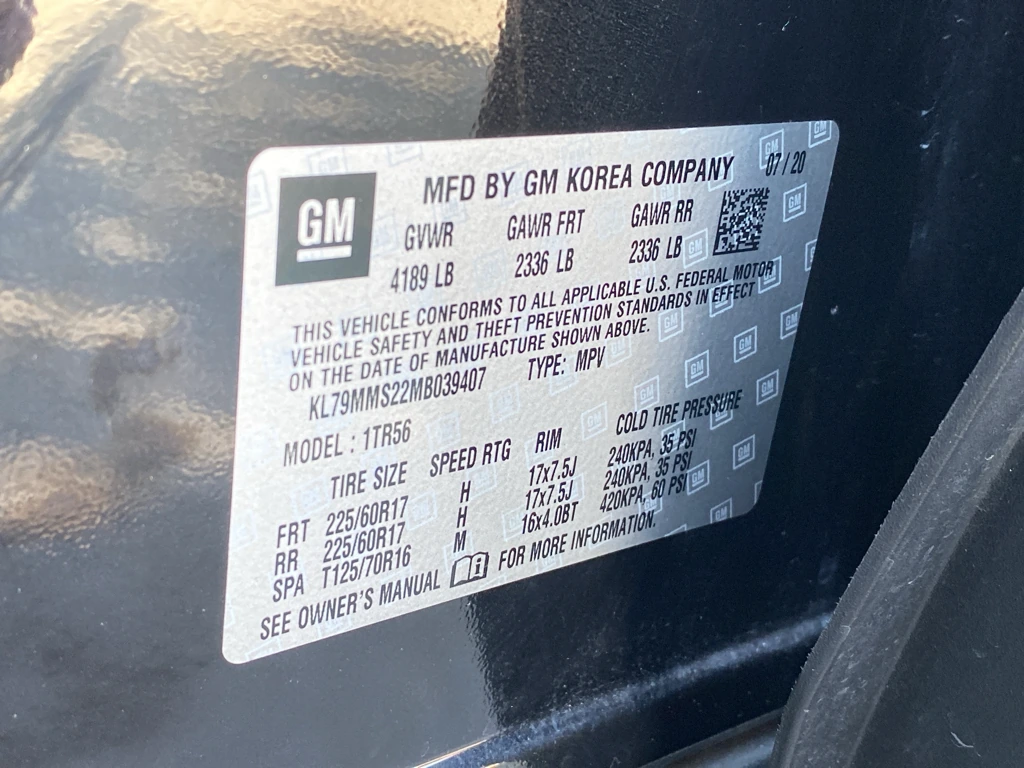 GM
MFD BY GM KOREA COMPANY 07/20
GVWR GAWR FRT GAWR RR
4189 LB 2336 LB 2336 LB
THIS VEHICLE CONFORMS TO ALL APPLICABLE U.S. FEDERAL MOTOR
VEHICLE SAFETY AND THEFT PREVENTION STANDARDS IN EFFECT
ON THE DATE OF MANUFACTURE SHOWN ABOVE.
KL79MMS22MB039407 TYPE: MPV
MODEL : 1TR56
TIRE SIZE SPEED RTG RIM COLD TIRE PRESSURE
FRT 225/60R17 H 17x7.5J 240KPA, 35 PSI
RR 225/60R17 H 17x7.5J 240KPA, 35 PSI
SPA T125/70R16 M 16x4.0BT 420KPA, 60 PSI
SEE OWNER'S MANUAL FOR MORE INFORMATION.